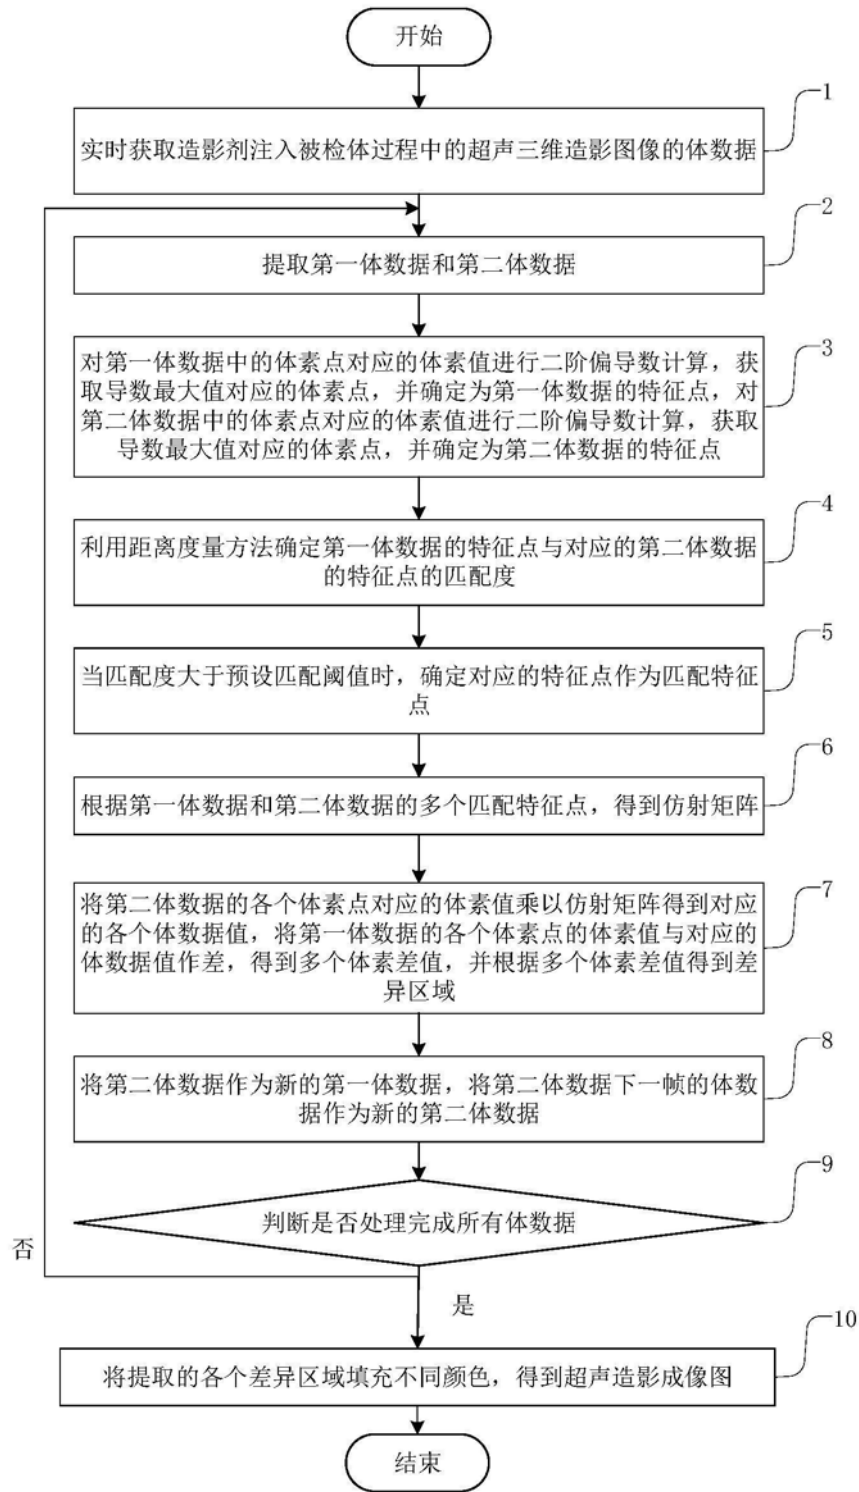 开始
1
实时获取造影剂注入被检体过程中的超声三维造影图像的体数据
2
提取第一体数据和第二体数据
3
对第一体数据中的体素点对应的体素值进行二阶偏导数计算，获
取导数最大值对应的体素点，并确定为第一体数据的特征点，对
第二体数据中的体素点对应的体素值进行二阶偏导数计算，获取
导数最大值对应的体素点，并确定为第二体数据的特征点
4
利用距离度量方法确定第一体数据的特征点与对应的第二体数据
的特征点的匹配度
5
当匹配度大于预设匹配阈值时，确定对应的特征点作为匹配特征
点
6
根据第一体数据和第二体数据的多个匹配特征点，得到仿射矩阵
7
将第二体数据的各个体素点对应的体素值乘以仿射矩阵得到对应
的各个体数据值，将第一体数据的各个体素点的体素值与对应的
体数据值作差，得到多个体素差值，并根据多个体素差值得到差
异区域
8
将第二体数据作为新的第一体数据，将第二体数据下一帧的体数
据作为新的第二体数据
9
判断是否处理完成所有体数据
否
是
10
将提取的各个差异区域填充不同颜色，得到超声造影成像图
结束